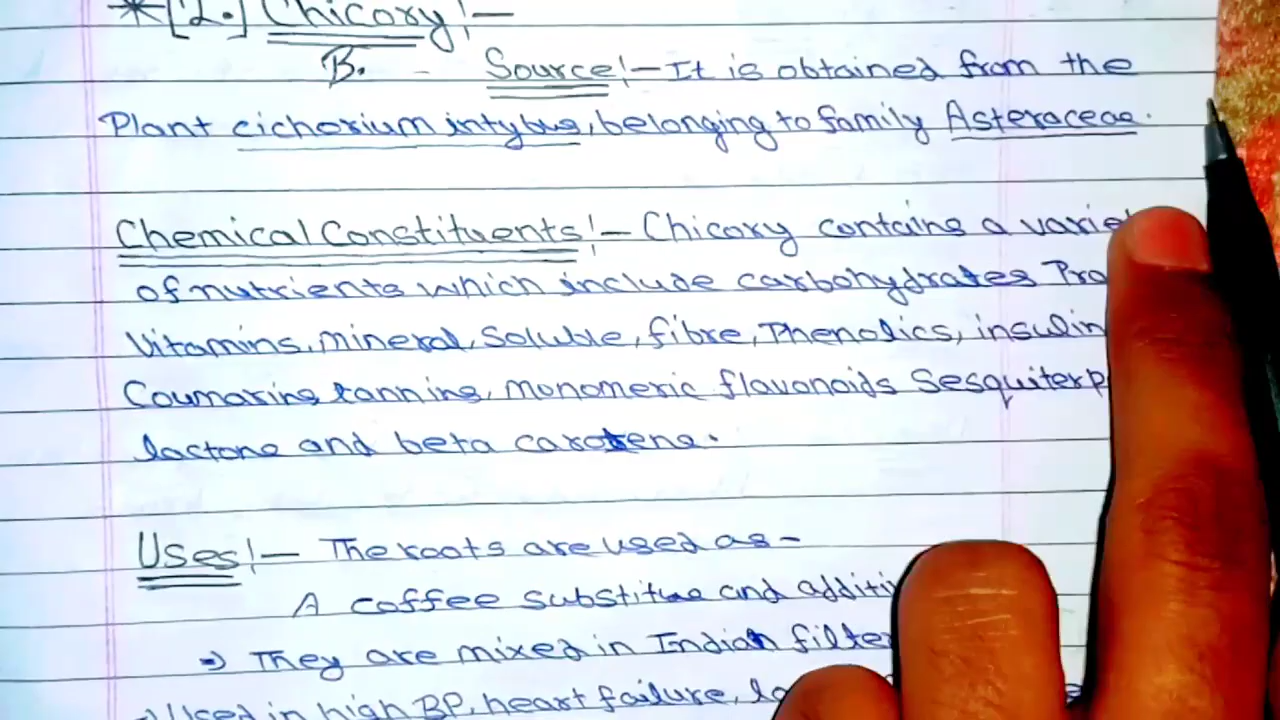 *[2.] Chicory!-
B. - Source!-It is obtained from the
Plant cichorium intybus, belonging to family Asteraceae.
Chemical Constituents!- Chicory contains a varie
of nutrients which include carbohydrates Pro
Vitamins, mineral, Soluble, fibre, Phenolics, insulin
Coumarins tannins, monomeric flavonoids Sesquiterp
lactone and beta carotene.
Uses!- The roots are used as-
A coffee substitue and additi
⇒ They are mixed in Indian filte
⇒ Used in high BP, heart failure,